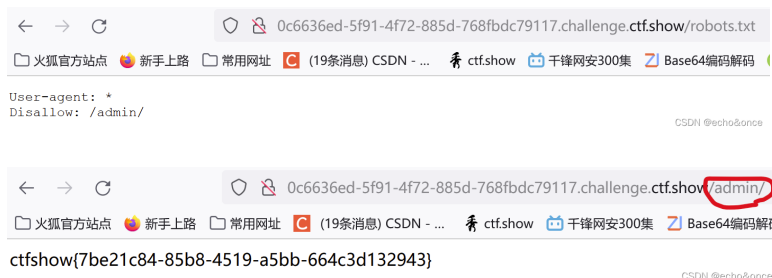 0c6636ed-5f91-4f72-885d-768fbdc79117.challenge.ctf.show/robots.txt
火狐官方站点 新手上路 常用网址 C (19条消息) CSDN - ... ctf.show 千锋网安300集 Base64编码解码
User-agent: *
Disallow: /admin/
CSDN @echo&once
0c6636ed-5f91-4f72-885d-768fbdc79117.challenge.ctf.show/admin/
火狐官方站点 新手上路 常用网址 C (19条消息) CSDN - ... ctf.show 千锋网安300集 Base64编码解
ctfshow{7be21c84-85b8-4519-a5bb-664c3d132943}
CSDN @echo&once